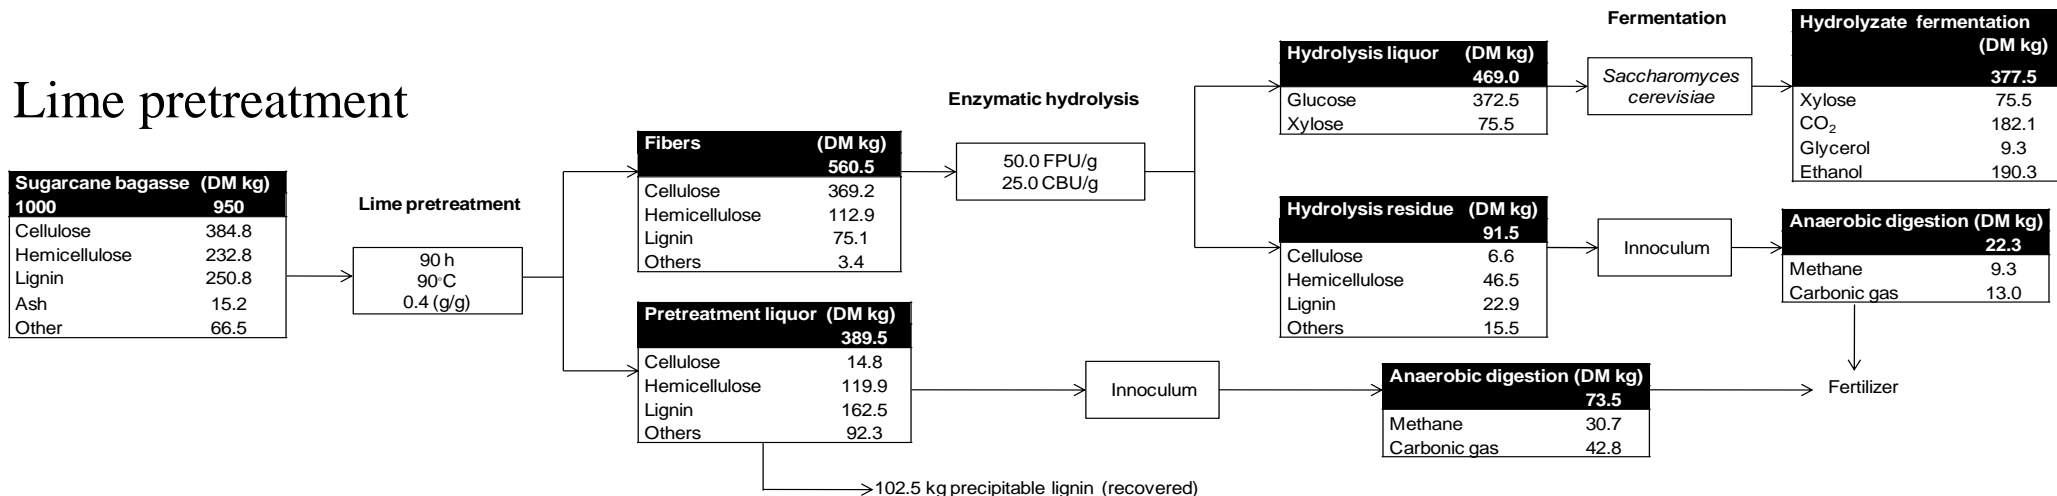 Lime pretreatment
Sugarcane bagasse (DM kg)
1000 950
Cellulose 384.8
Hemicellulose 232.8
Lignin 250.8
Ash 15.2
Other 66.5
Lime pretreatment
90 h
90°C
0.4 (g/g)
Fibers (DM kg)
560.5
Cellulose 369.2
Hemicellulose 112.9
Lignin 75.1
Others 3.4
Pretreatment liquor (DM kg)
389.5
Cellulose 14.8
Hemicellulose 119.9
Lignin 162.5
Others 92.3
102.5 kg precipitable lignin (recovered)
Enzymatic hydrolysis
50.0 FPU/g
25.0 CBU/g
Hydrolysis liquor (DM kg)
469.0
Glucose 372.5
Xylose 75.5
Hydrolysis residue (DM kg)
91.5
Cellulose 6.6
Hemicellulose 46.5
Lignin 22.9
Others 15.5
Fermentation
Saccharomyces
cerevisiae
Hydrolyzate fermentation
(DM kg)
377.5
Xylose 75.5
CO₂ 182.1
Glycerol 9.3
Ethanol 190.3
Innoculum
Anaerobic digestion (DM kg)
22.3
Methane 9.3
Carbonic gas 13.0
Innoculum
Anaerobic digestion (DM kg)
73.5
Methane 30.7
Carbonic gas 42.8
Fertilizer